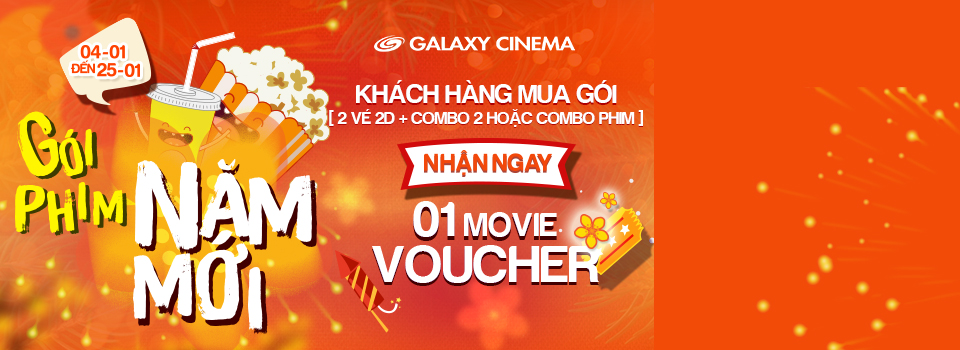 04-01
ĐẾN 25-01
GÓI
PHIM
NĂM
MỚI
GALAXY CINEMA
KHÁCH HÀNG MUA GÓI
[ 2 VÉ 2D + COMBO 2 HOẶC COMBO PHIM ]
NHẬN NGAY
01 MOVIE
VOUCHER